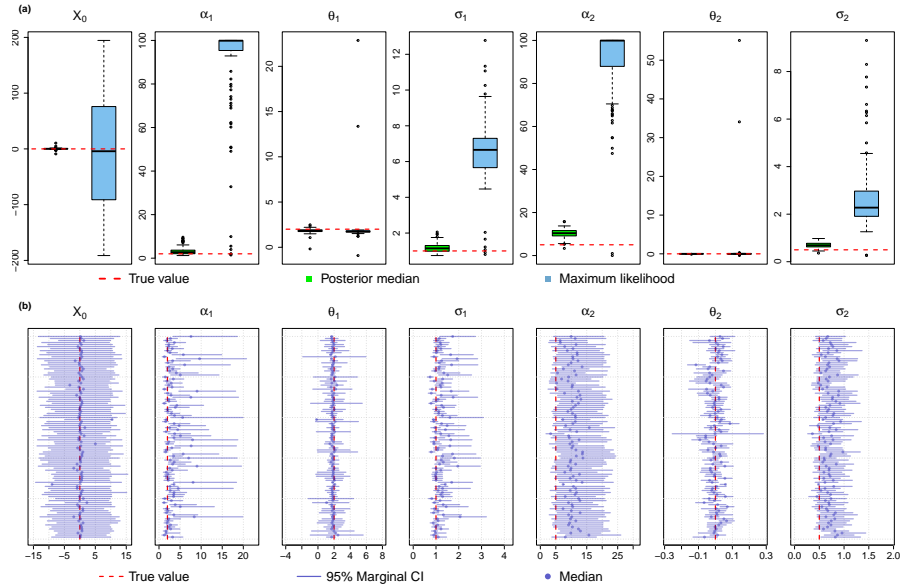 (a)
X0 α1 θ1 σ1 α2 θ2 σ2
−200 −100 0 100 200
0 20 40 60 80 100
0 5 10 15 20
2 4 6 8 10 12
0 20 40 60 80 100
0 10 20 30 40 50
0 2 4 6 8
True value Posterior median Maximum likelihood
(b)
X0 α1 θ1 σ1 α2 θ2 σ2
−15 −5 0 5 15 0 5 10 15 20 −4 −2 0 2 4 6 8 0 1 2 3 4 0 5 15 25 −0.3 −0.1 0.1 0.3 0.0 0.5 1.0 1.5 2.0
True value 95% Marginal CI Median